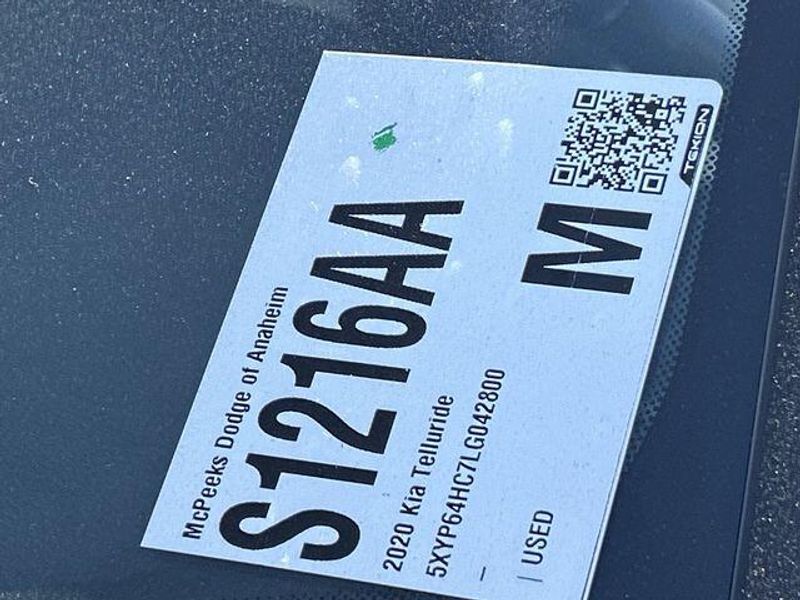 McPeeks Dodge of Anaheim
S1216AA
2020 Kia Telluride
5XYP64HC7LG042800
–
| USED
M
TEKION